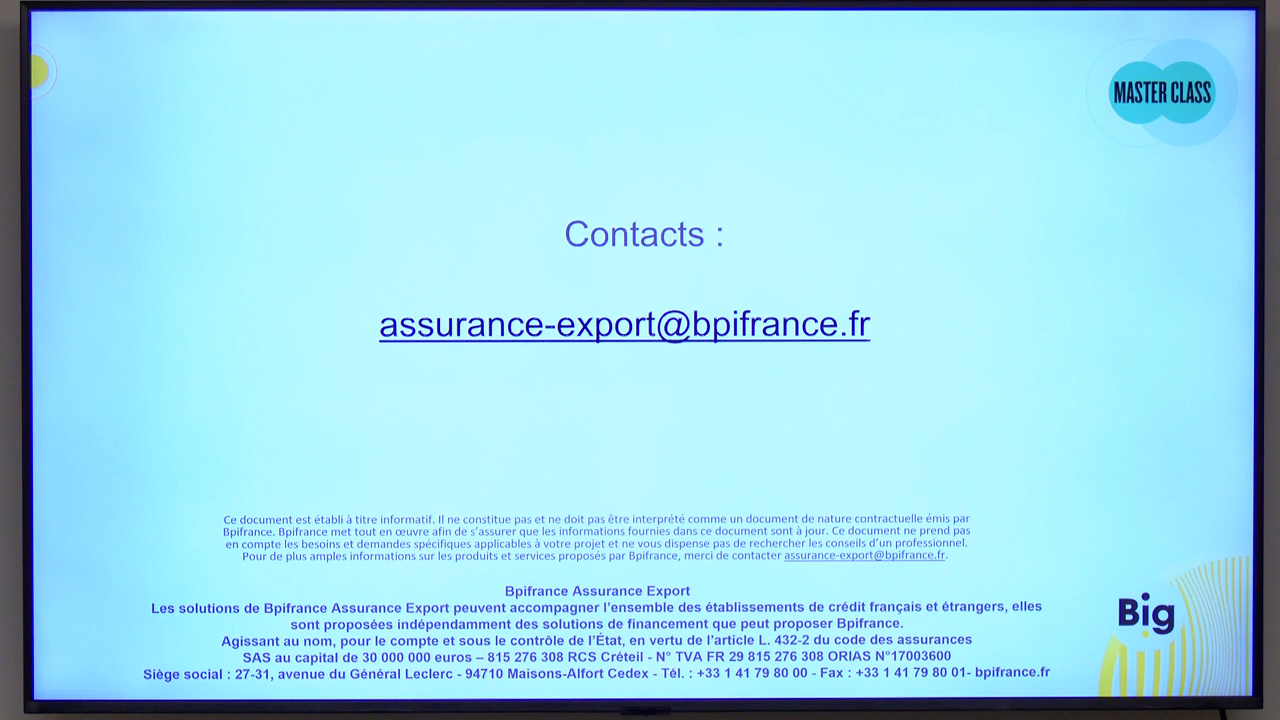 MASTER CLASS
Contacts :
assurance-export@bpifrance.fr
Ce document est établi à titre informatif. Il ne constitue pas et ne doit pas être interprété comme un document de nature contractuelle émis par
Bpifrance. Bpifrance met tout en œuvre afin de s’assurer que les informations fournies dans ce document sont à jour. Ce document ne prend pas
en compte les besoins et demandes spécifiques applicables à votre projet et ne vous dispense pas de rechercher les conseils d’un professionnel.
Pour de plus amples informations sur les produits et services proposés par Bpifrance, merci de contacter assurance-export@bpifrance.fr.
Bpifrance Assurance Export
Les solutions de Bpifrance Assurance Export peuvent accompagner l’ensemble des établissements de crédit français et étrangers, elles
sont proposées indépendamment des solutions de financement que peut proposer Bpifrance.
Agissant au nom, pour le compte et sous le contrôle de l’État, en vertu de l’article L. 432-2 du code des assurances
SAS au capital de 30 000 000 euros – 815 276 308 RCS Créteil - N° TVA FR 29 815 276 308 ORIAS N°17003600
Siège social : 27-31, avenue du Général Leclerc - 94710 Maisons-Alfort Cedex - Tél. : +33 1 41 79 80 00 - Fax : +33 1 41 79 80 01- bpifrance.fr
Big